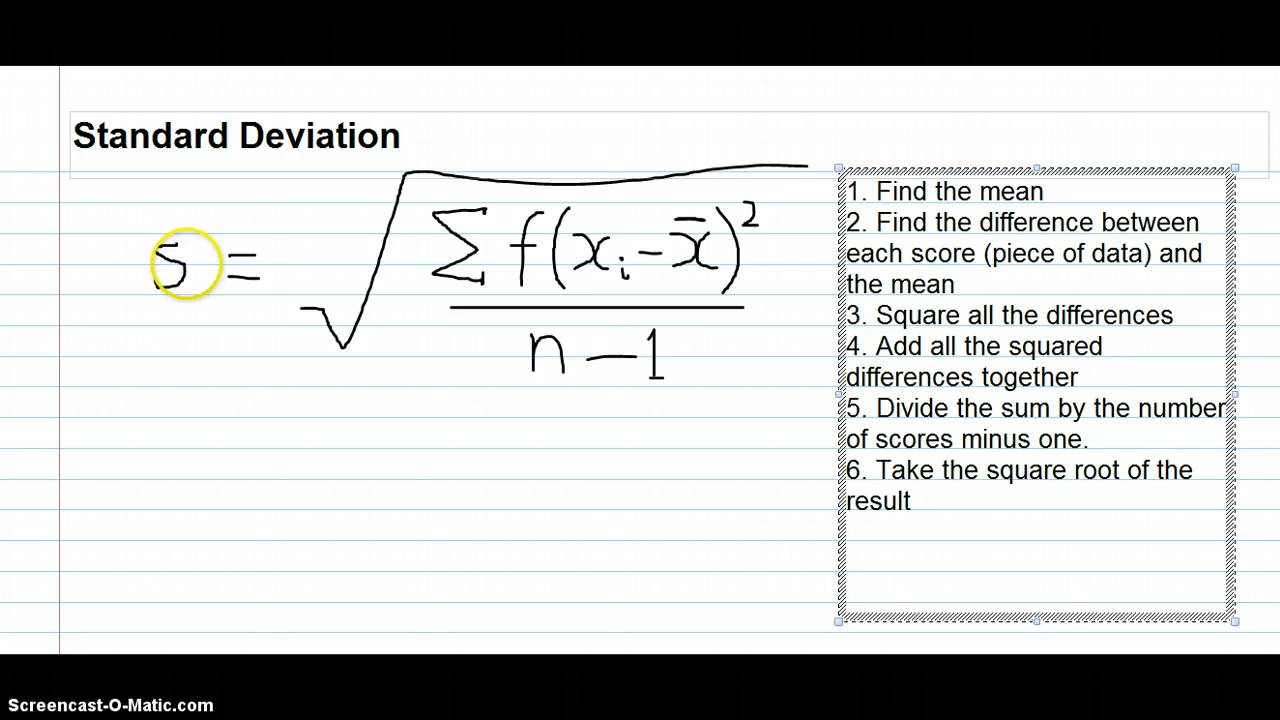 Standard Deviation
S = √ Σ f(xᵢ – x̄)²
n – 1
1. Find the mean
2. Find the difference between
each score (piece of data) and
the mean
3. Square all the differences
4. Add all the squared
differences together
5. Divide the sum by the number
of scores minus one.
6. Take the square root of the
result
Screencast-O-Matic.com